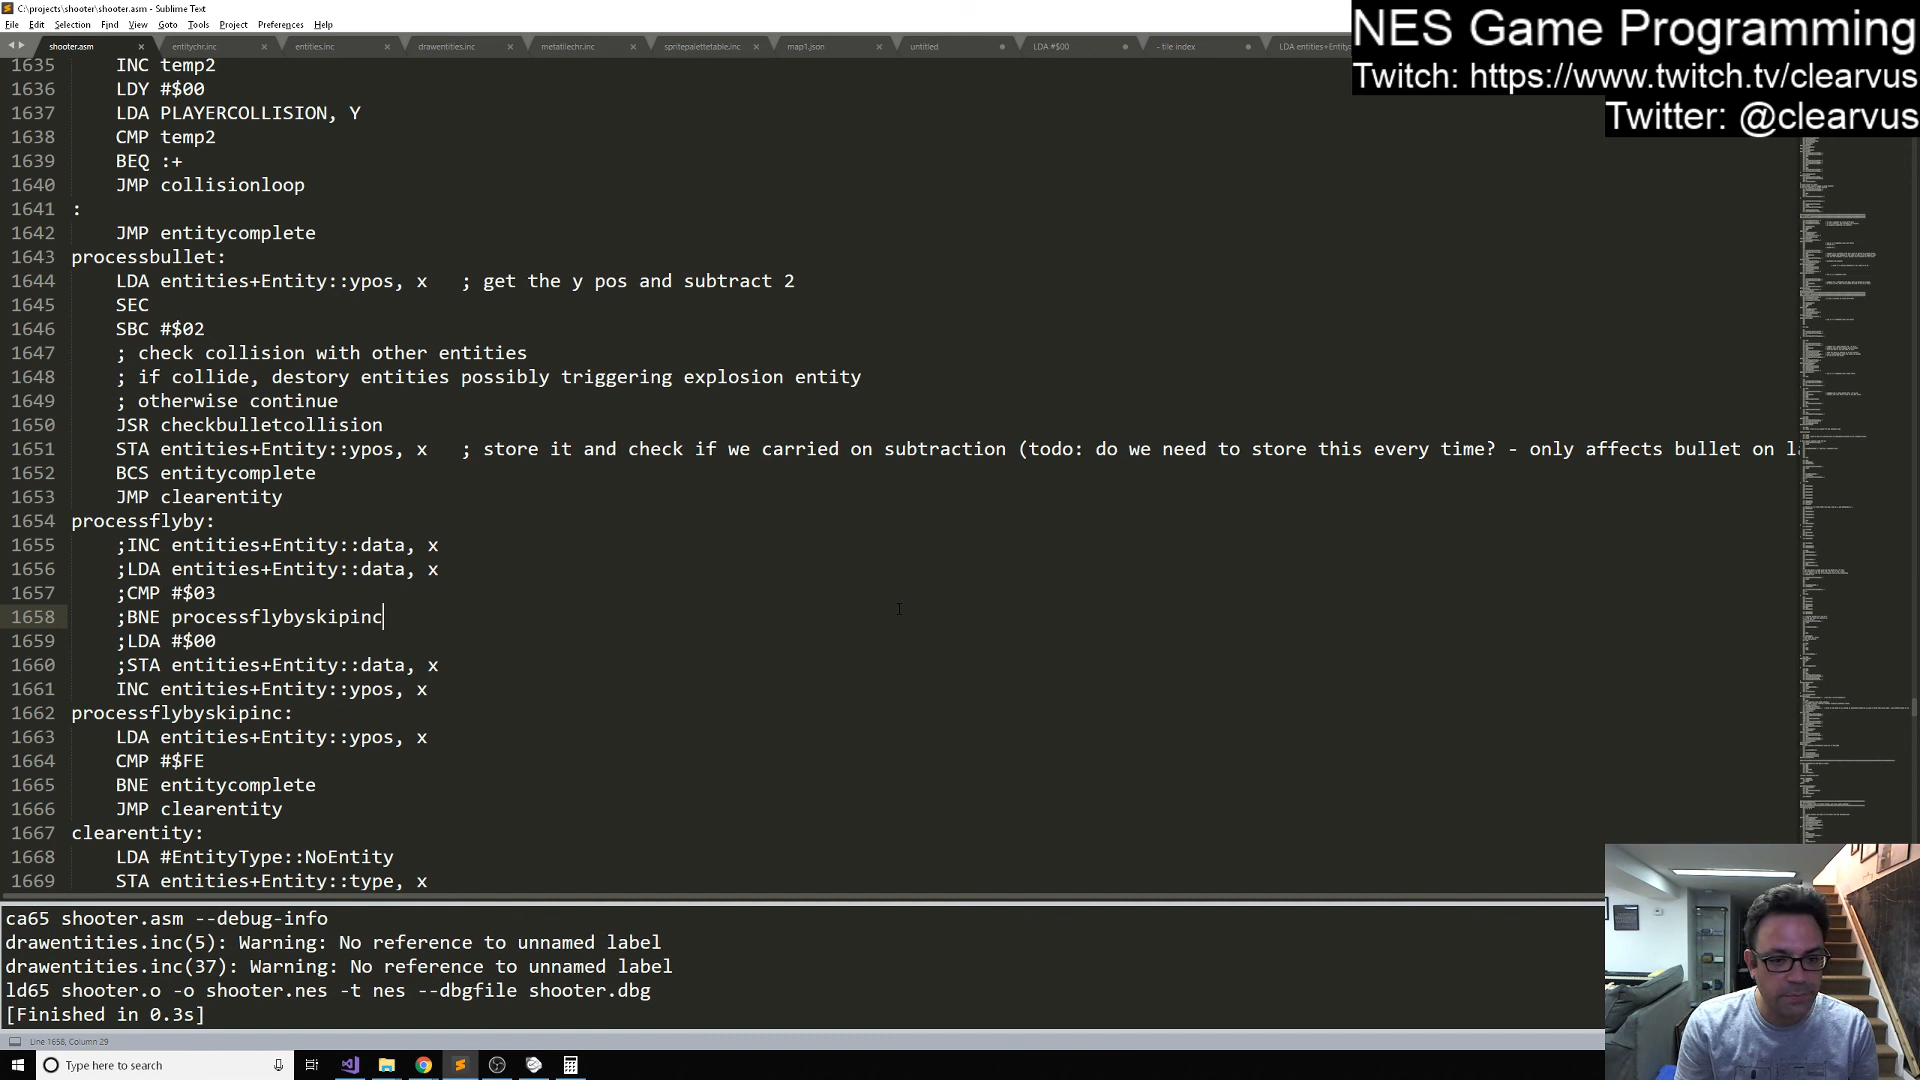 C:\projects\shooter\shooter.asm - Sublime Text
File Edit Selection Find View Goto Tools Project Preferences Help
NES Game Programming
Twitch: https://www.twitch.tv/clearvus
Twitter: @clearvus
shooter.asm × entitychr.inc × entities.inc × drawentities.inc × metatilechr.inc × spritepalettetable.inc × map1.json × untitled LDA #$00 - tile index LDA entities+Entity
1635 INC temp2
1636 LDY #$00
1637 LDA PLAYERCOLLISION, Y
1638 CMP temp2
1639 BEQ :+
1640 JMP collisionloop
1641 :
1642 JMP entitycomplete
1643 processbullet:
1644 LDA entities+Entity::ypos, x ; get the y pos and subtract 2
1645 SEC
1646 SBC #$02
1647 ; check collision with other entities
1648 ; if collide, destory entities possibly triggering explosion entity
1649 ; otherwise continue
1650 JSR checkbulletcollision
1651 STA entities+Entity::ypos, x ; store it and check if we carried on subtraction (todo: do we need to store this every time? - only affects bullet on
1652 BCS entitycomplete
1653 JMP clearentity
1654 processflyby:
1655 ;INC entities+Entity::data, x
1656 ;LDA entities+Entity::data, x
1657 ;CMP #$03
1658 ;BNE processflybyskipinc
1659 ;LDA #$00
1660 ;STA entities+Entity::data, x
1661 INC entities+Entity::ypos, x
1662 processflybyskipinc:
1663 LDA entities+Entity::ypos, x
1664 CMP #$FE
1665 BNE entitycomplete
1666 JMP clearentity
1667 clearentity:
1668 LDA #EntityType::NoEntity
1669 STA entities+Entity::type, x
ca65 shooter.asm --debug-info
drawentities.inc(5): Warning: No reference to unnamed label
drawentities.inc(37): Warning: No reference to unnamed label
ld65 shooter.o -o shooter.nes -t nes --dbgfile shooter.dbg
[Finished in 0.3s]
Line 1658, Column 29
Type here to search